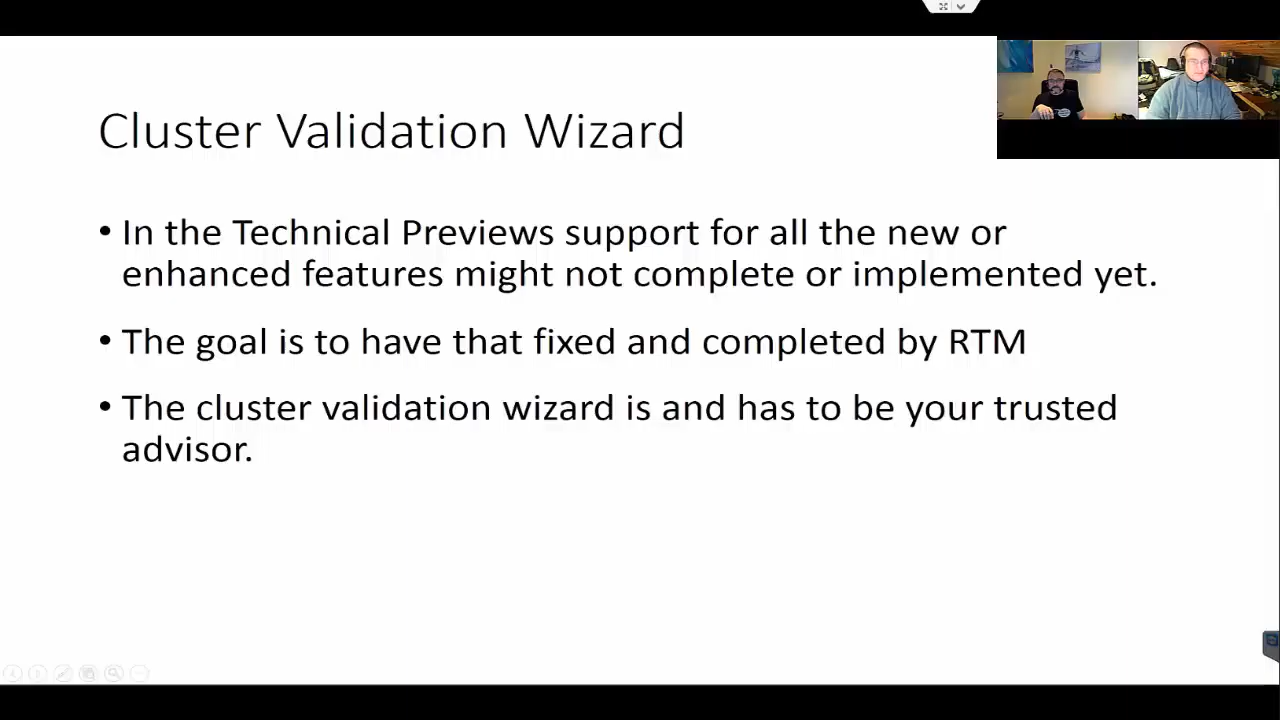 Cluster Validation Wizard
• In the Technical Previews support for all the new or
enhanced features might not complete or implemented yet.
• The goal is to have that fixed and completed by RTM
• The cluster validation wizard is and has to be your trusted
advisor.